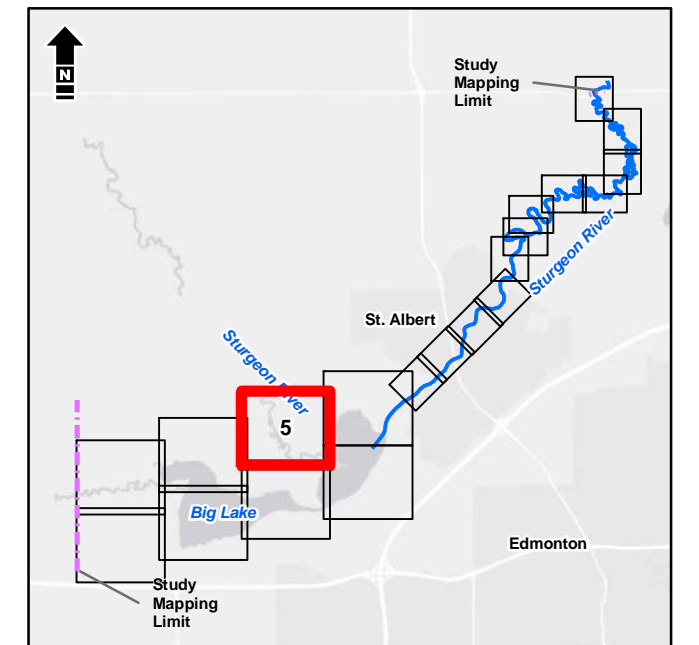 N
Study
Mapping
Limit
Sturgeon River
St. Albert
Sturgeon River
5
Big Lake
Edmonton
Study
Mapping
Limit